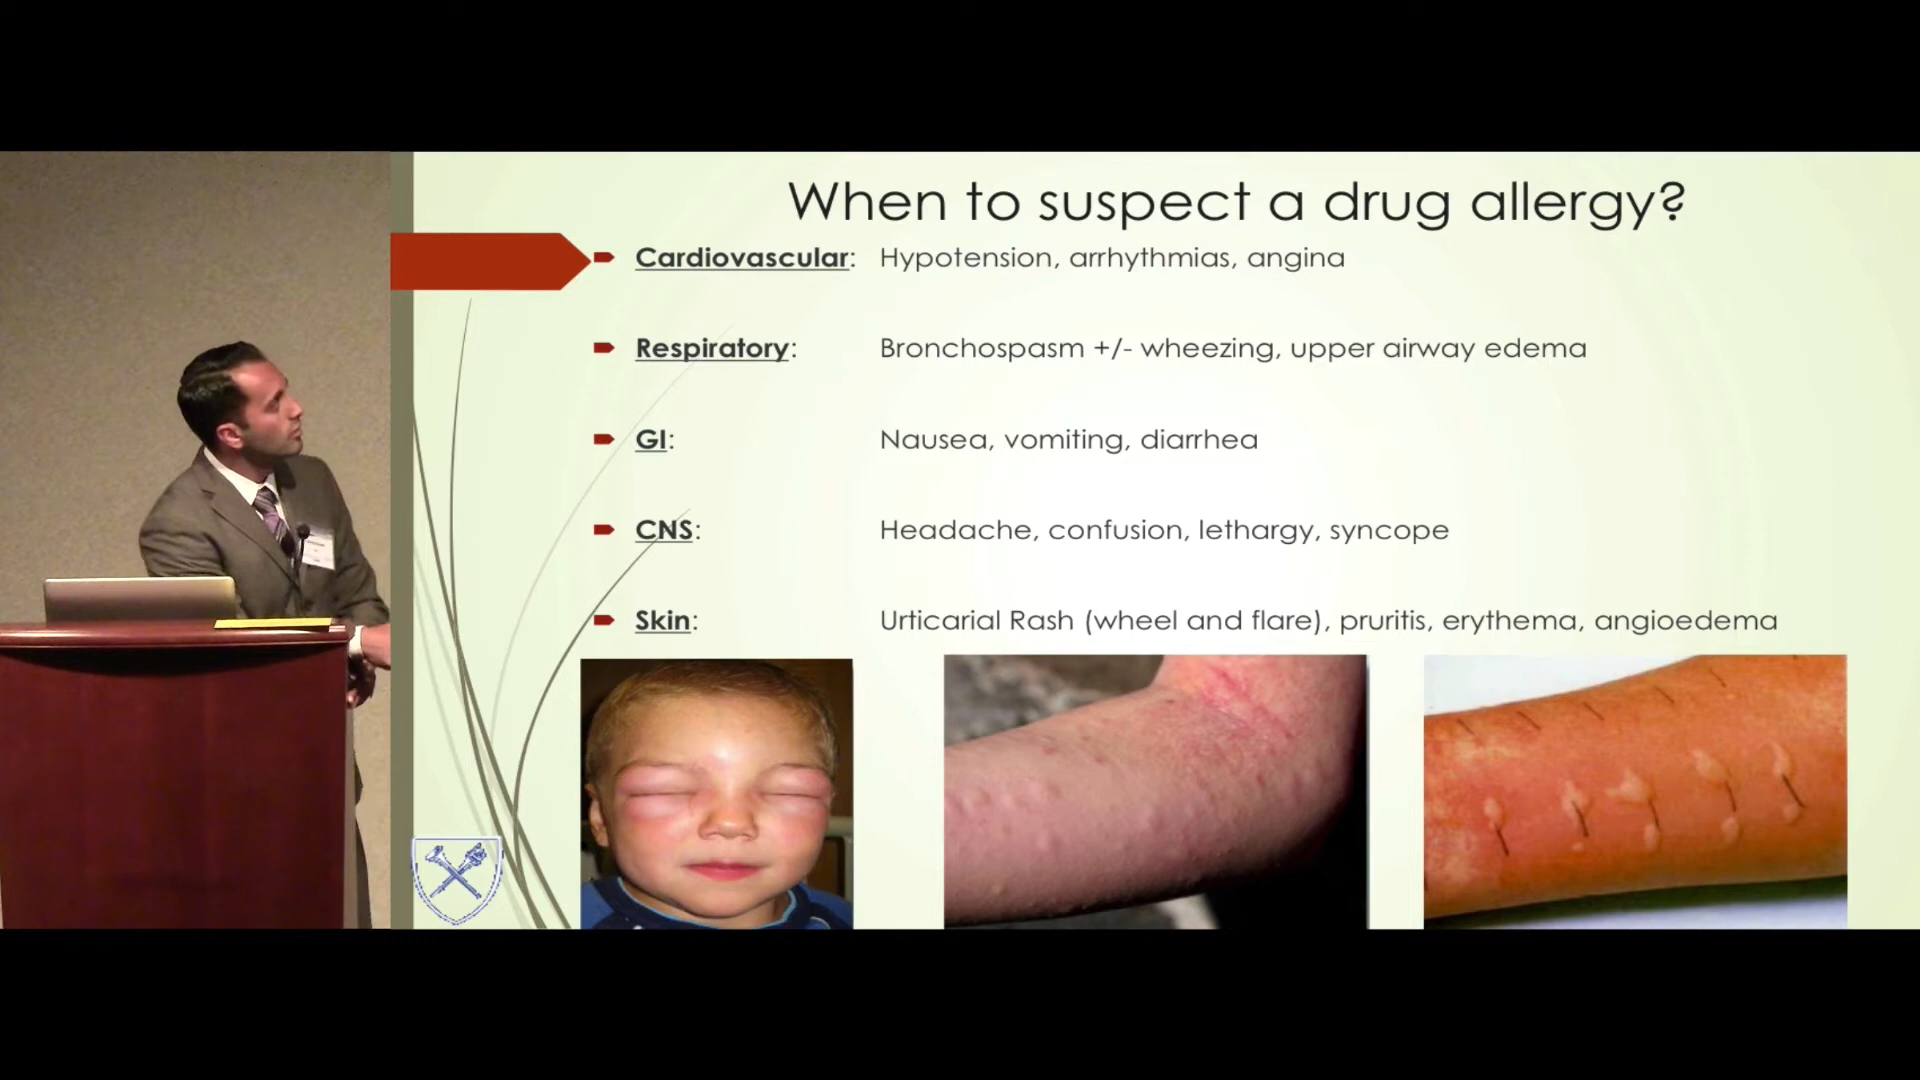 When to suspect a drug allergy?
Cardiovascular: Hypotension, arrhythmias, angina
Respiratory: Bronchospasm +/- wheezing, upper airway edema
GI: Nausea, vomiting, diarrhea
CNS: Headache, confusion, lethargy, syncope
Skin: Urticarial Rash (wheel and flare), pruritis, erythema, angioedema